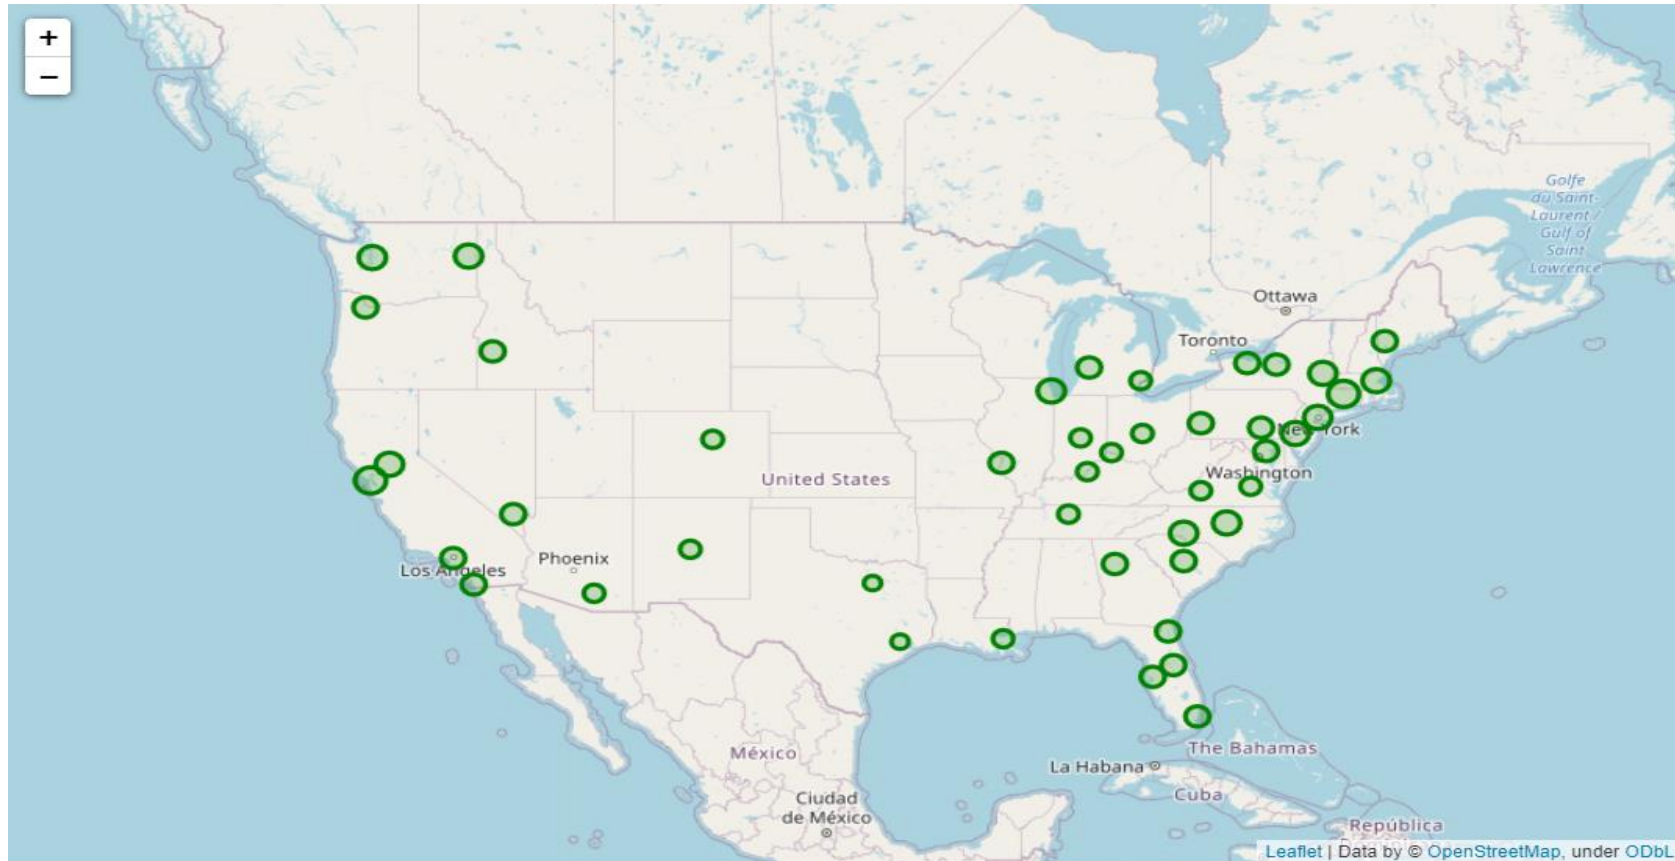 +
−
Golfe
du Saint-
Laurent /
Gulf of
Saint
Lawrence
Ottawa
Toronto
New York
Washington
United States
Phoenix
Los Angeles
The Bahamas
México
La Habana
Cuba
Ciudad
de México
República
Leaflet | Data by © OpenStreetMap, under ODbl.